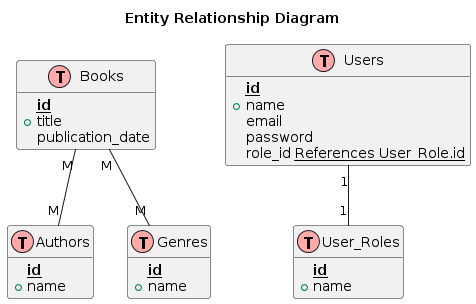 Entity Relationship Diagram
T Books
id
title
publication_date
T Users
id
name
email
password
role_id References User_Role.id
M
M
1
M
M
1
T Authors
id
name
T Genres
id
name
T User_Roles
id
name